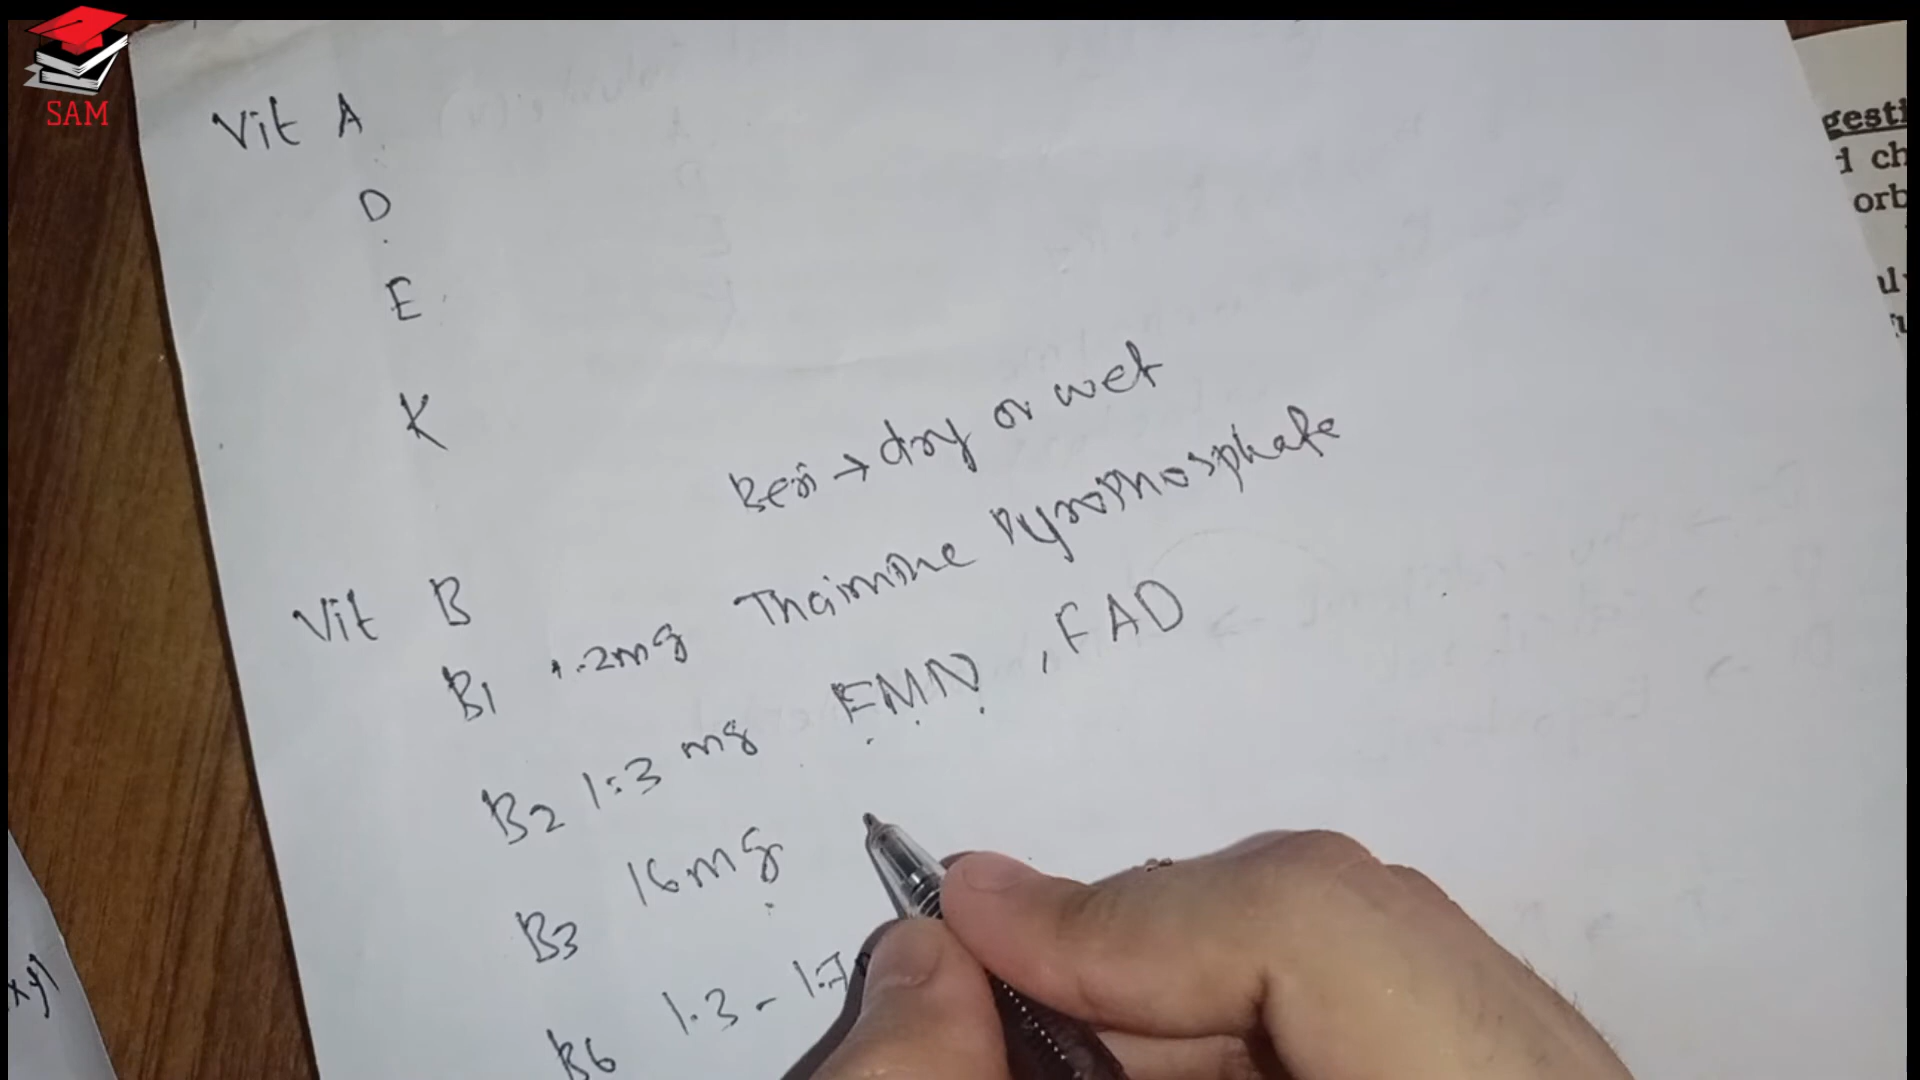 SAM
Vit A
D
E
K
Beri → dry or wet
Vit B
B1 1.2mg Thaimine Pyrophosphate
B2 1.3 mg FMN, FAD
B3 16mg
B6 1.3 - 1.7
gesti
d ch
orb